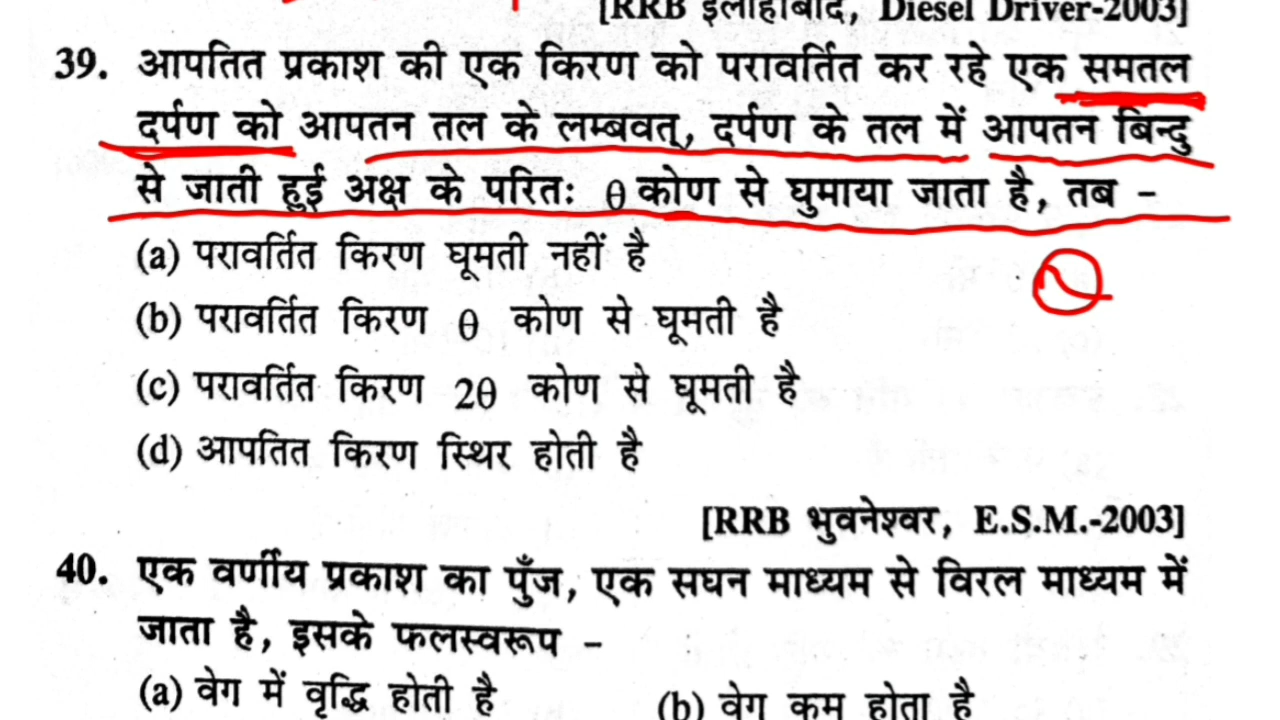 [RRB इलाहाबाद, Diesel Driver-2003]
39. आपतित प्रकाश की एक किरण को परावर्तित कर रहे एक समतल
दर्पण को आपतन तल के लम्बवत्, दर्पण के तल में आपतन बिन्दु
से जाती हुई अक्ष के परितः θ कोण से घुमाया जाता है, तब -
(a) परावर्तित किरण घूमती नहीं है
(b) परावर्तित किरण θ कोण से घूमती है
(c) परावर्तित किरण 2θ कोण से घूमती है
(d) आपतित किरण स्थिर होती है
[RRB भुवनेश्वर, E.S.M.-2003]
40. एक वर्णीय प्रकाश का पुँज, एक सघन माध्यम से विरल माध्यम में
जाता है, इसके फलस्वरूप -
(a) वेग में वृद्धि होती है (b) वेग कम होता है